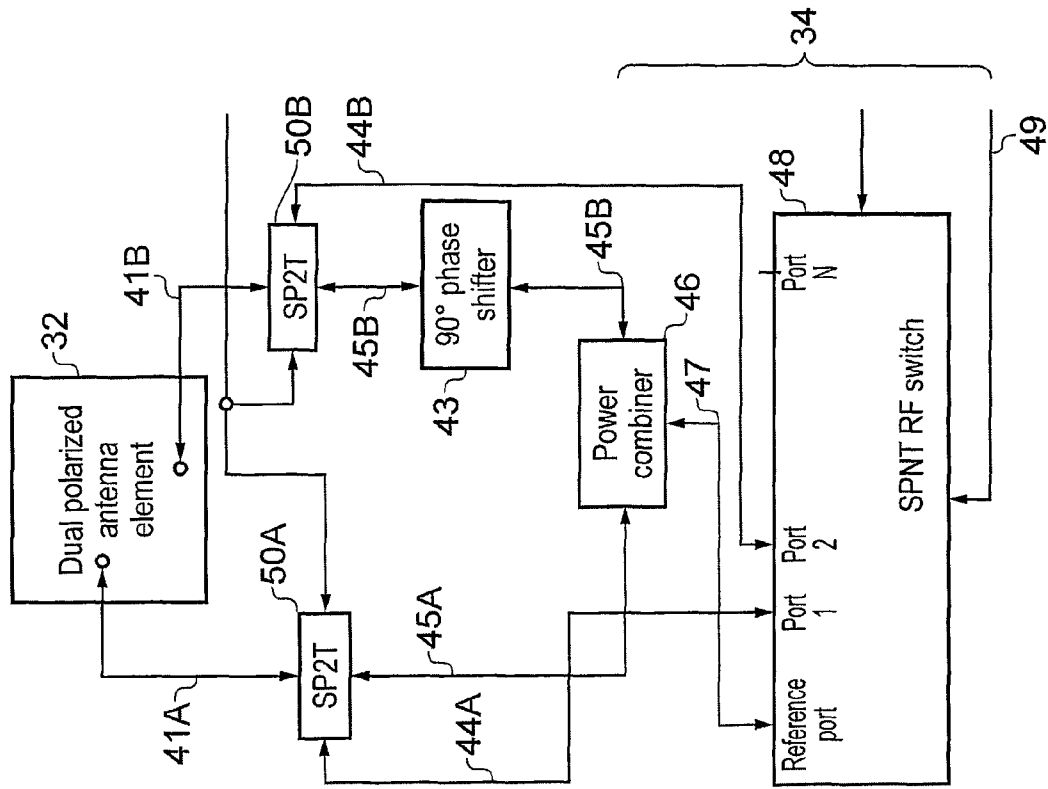 32
Dual polarized
antenna
element
41A
41B
50A
SP2T
50B
SP2T
44B
45B
90° phase
shifter
43
45A
44A
45B
Power
combiner
46
47
34
48
Reference
port
Port
1
Port
2
Port
N
SPNT RF switch
49